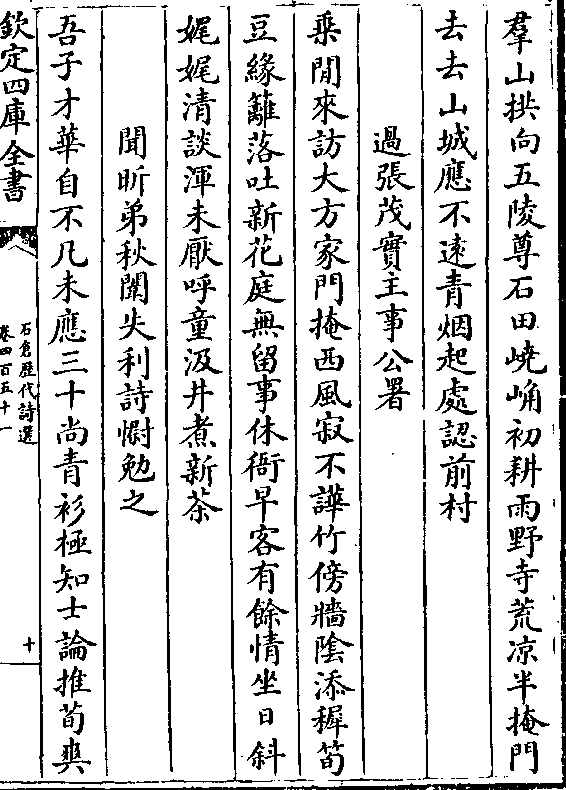 羣山拱向五陵尊石田嶢崅初耕雨野寺荒凉半掩門
去去山城應不逺青烟起處認前村
過張茂實主事公署
乗閒來訪大方家門掩西風寂不譁竹傍牆隂添穉筍
豆縁籬落吐新花庭無留事休衙早客有餘情坐日斜
娓娓清談渾未厭呼童汲井煮新茶
聞昕弟秋闈失利詩慰勉之
吾子才華自不凡未應三十尚青衫極知士論推荀爽
欽定四庫全書
石倉歴代詩選
卷四百五十一
十